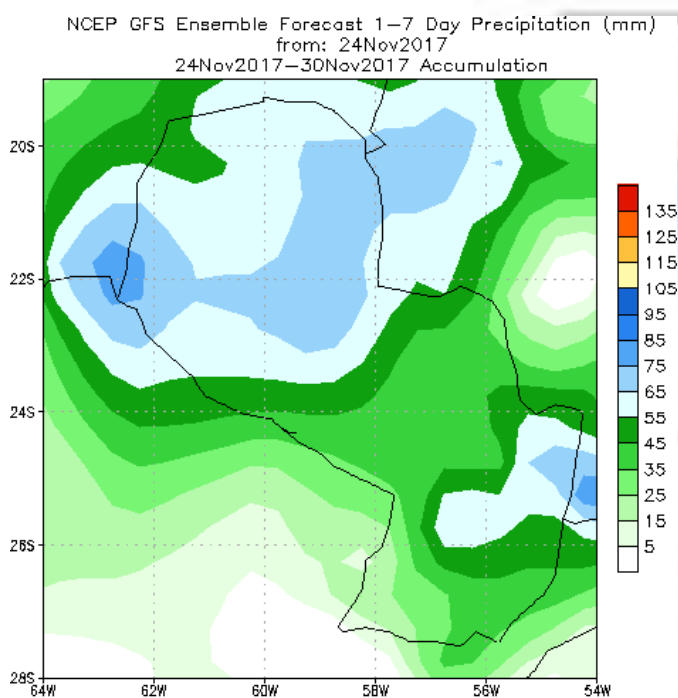 NCEP GFS Ensemble Forecast 1–7 Day Precipitation (mm)
from: 24Nov2017
24Nov2017–30Nov2017 Accumulation
20S
22S
24S
26S
28S
64W 62W 60W 58W 56W 54W
135
125
115
105
95
85
75
65
55
45
35
25
15
5